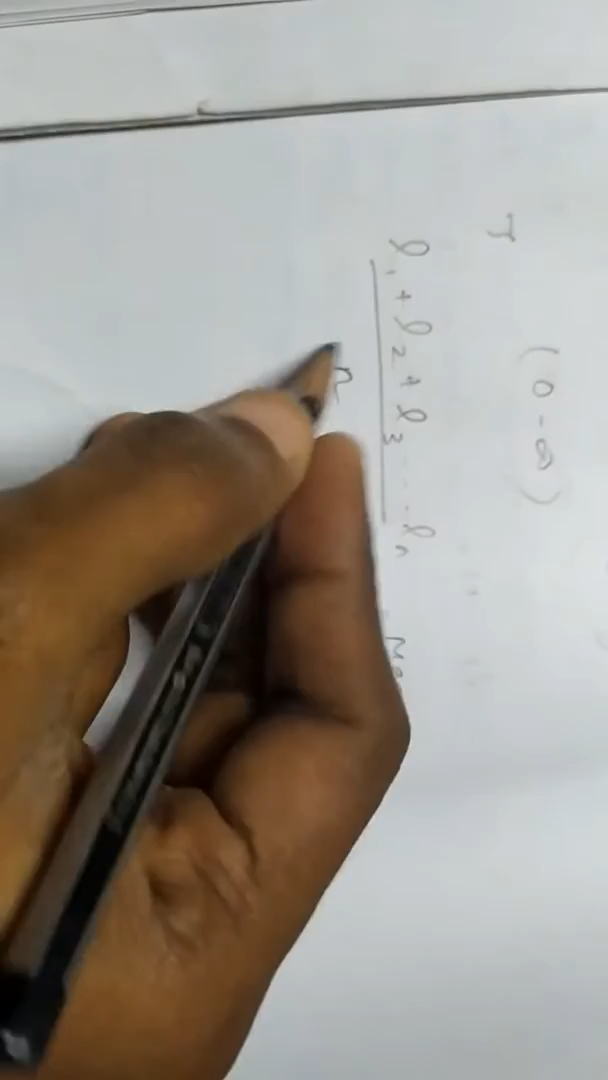 (0-∞)
T
l₁ + l₂ + l₃ ... lₙ
n